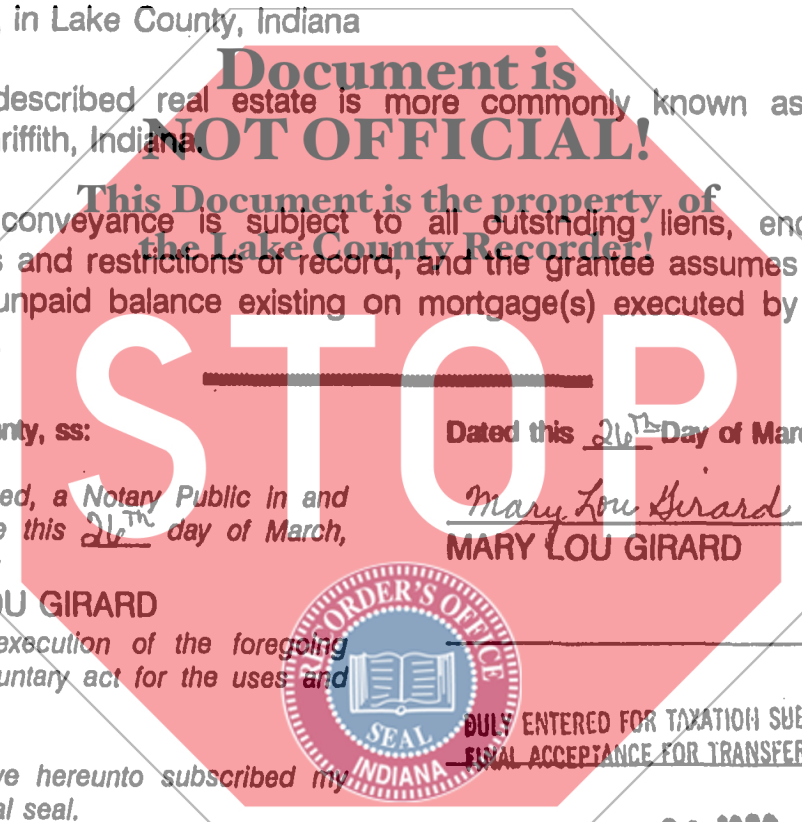 in Lake County, Indiana
Document is
described real estate is more commonly known as
riffith, Indiana.
NOT OFFICIAL!
This Document is the property of
conveyance is subject to all outstnding liens, enc
the Lake County Recorder!
s and restrictions of record, and the grantee assumes
unpaid balance existing on mortgage(s) executed by
STOP
nty, ss:
ed, a Notary Public in and
e this 26th day of March,
OU GIRARD
execution of the foregoing
untary act for the uses and
ve hereunto subscribed my
al seal.
Dated this 26th Day of Marc
Mary Lou Girard
MARY LOU GIRARD
RECORDER'S OFFICE
SEAL
INDIANA
DULY ENTERED FOR TAXATION SUB
FINAL ACCEPTANCE FOR TRANSFER